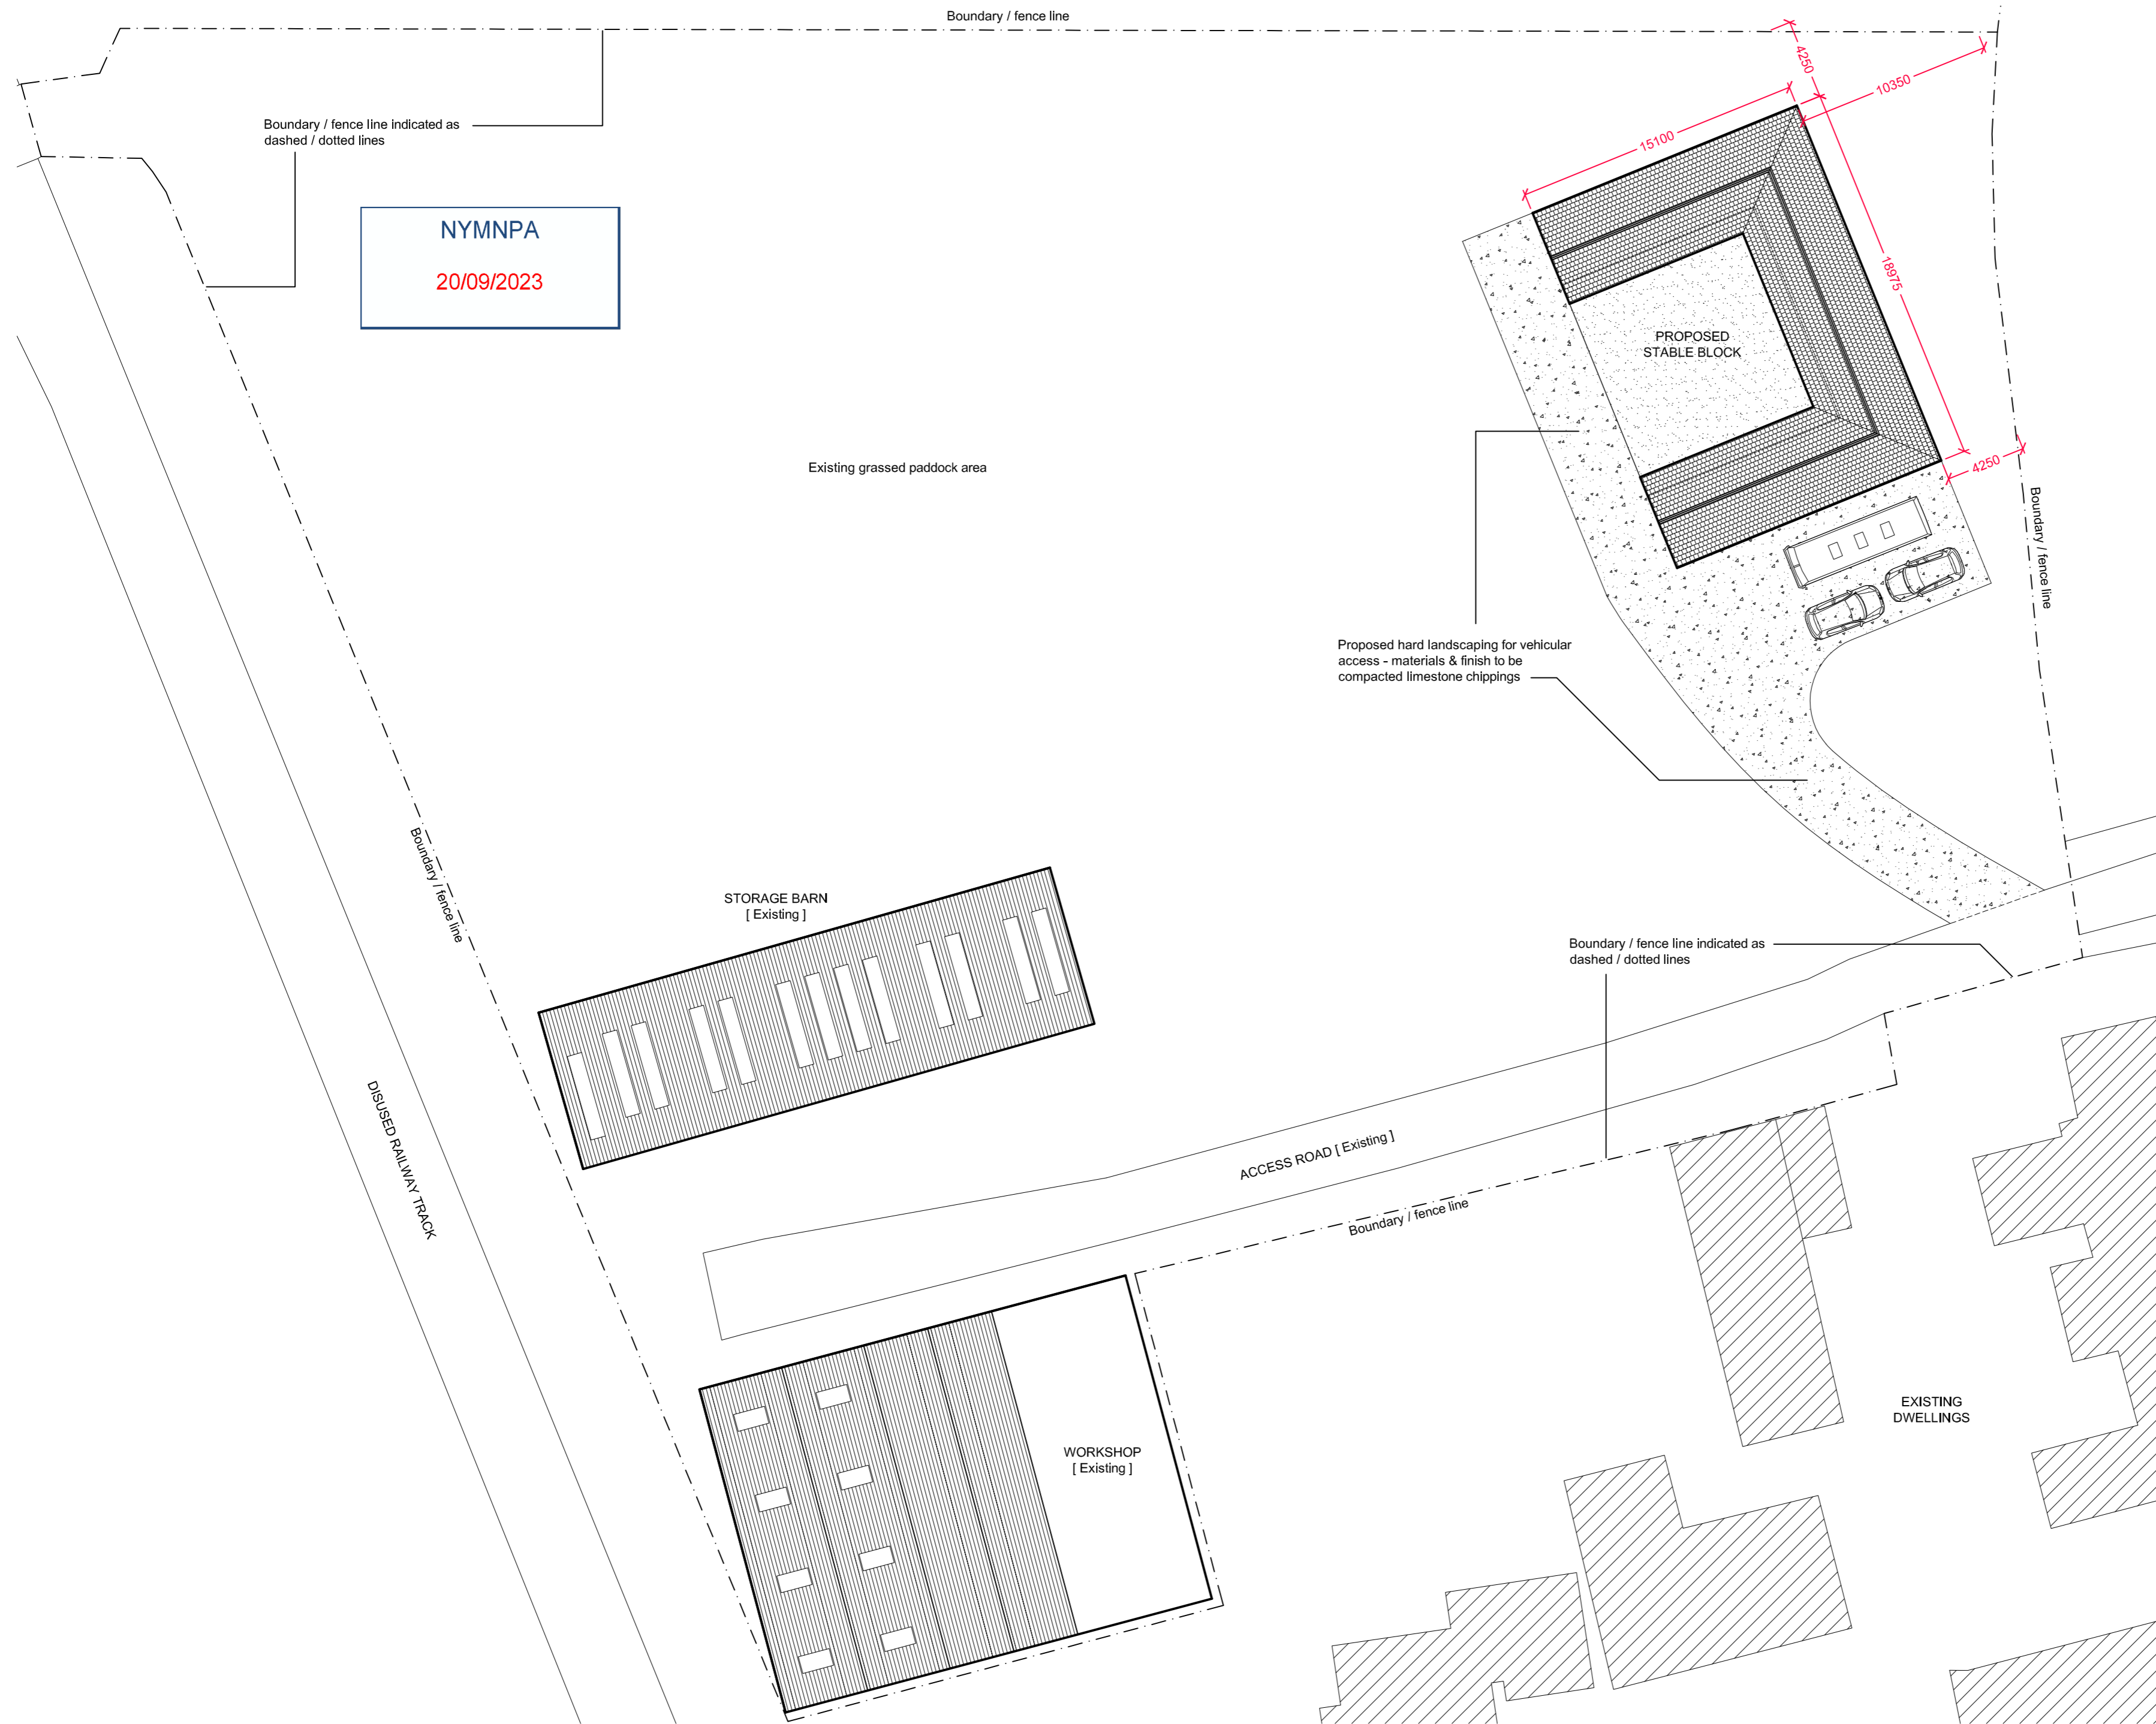 Boundary / fence line
4250
10350
Boundary / fence line indicated as
dashed / dotted lines
15100
NYMNPA
20/09/2023
18975
PROPOSED
STABLE BLOCK
Existing grassed paddock area
4250
Boundary / fence line
Proposed hard landscaping for vehicular
access - materials & finish to be
compacted limestone chippings
Boundary / fence line
STORAGE BARN
[ Existing ]
Boundary / fence line indicated as
dashed / dotted lines
DISUSED RAILWAY TRACK
ACCESS ROAD [ Existing ]
Boundary / fence line
EXISTING
DWELLINGS
WORKSHOP
[ Existing ]